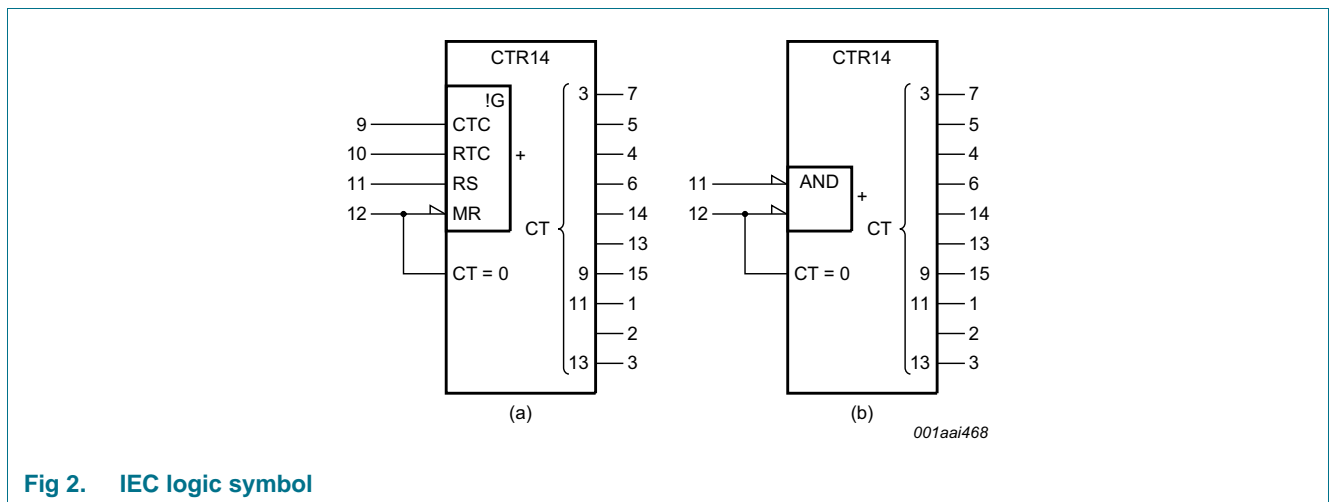 CTR14
!G
9 CTC
10 RTC
11 RS
12 MR
+
CT = 0
CT
3 7
5
4
6
14
13
9 15
11 1
2
13 3
(a)
CTR14
11 AND
12
+
CT = 0
CT
3 7
5
4
6
14
13
9 15
11 1
2
13 3
(b)
001aai468
Fig 2. IEC logic symbol